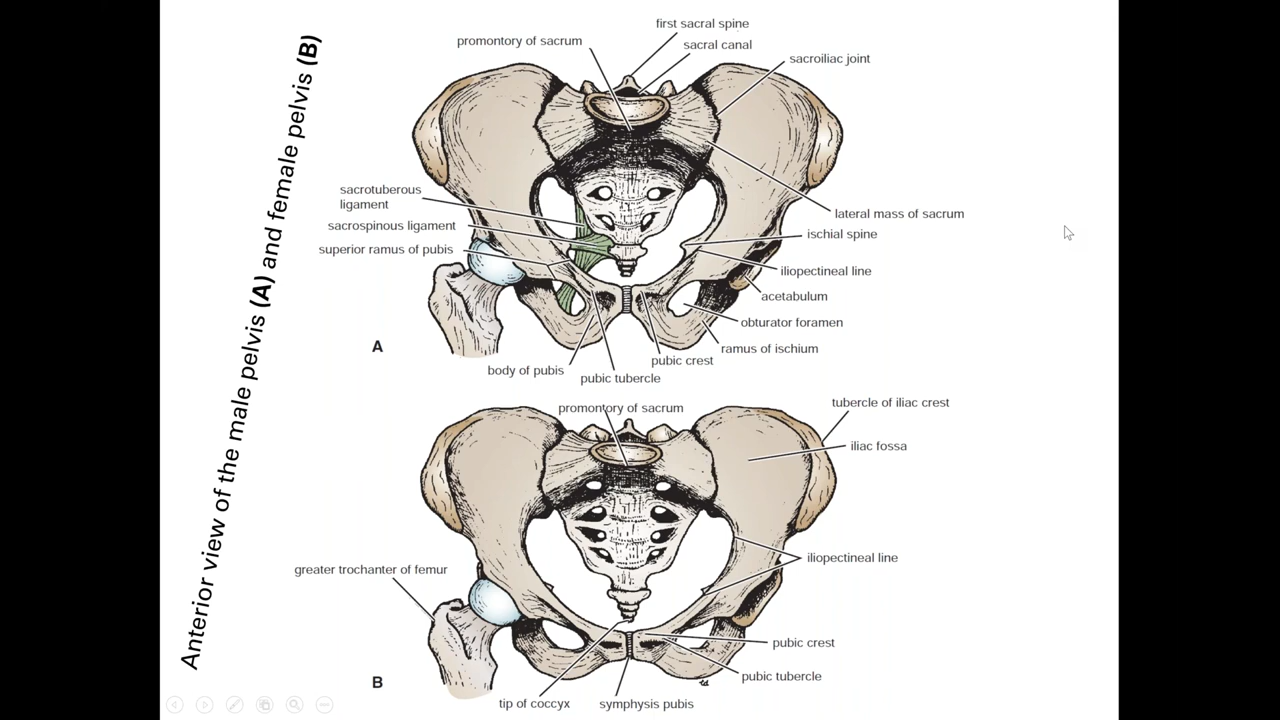 Anterior view of the male pelvis (A) and female pelvis (B)
first sacral spine
promontory of sacrum
sacral canal
sacroiliac joint
sacrotuberous
ligament
sacrospinous ligament
superior ramus of pubis
lateral mass of sacrum
ischial spine
iliopectineal line
acetabulum
obturator foramen
ramus of ischium
A
pubic crest
body of pubis
pubic tubercle
promontory of sacrum
tubercle of iliac crest
iliac fossa
iliopectineal line
greater trochanter of femur
pubic crest
pubic tubercle
B
tip of coccyx
symphysis pubis